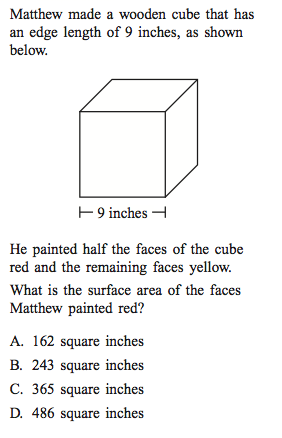 Matthew made a wooden cube that has
an edge length of 9 inches, as shown
below.
9 inches
He painted half the faces of the cube
red and the remaining faces yellow.
What is the surface area of the faces
Matthew painted red?
A. 162 square inches
B. 243 square inches
C. 365 square inches
D. 486 square inches